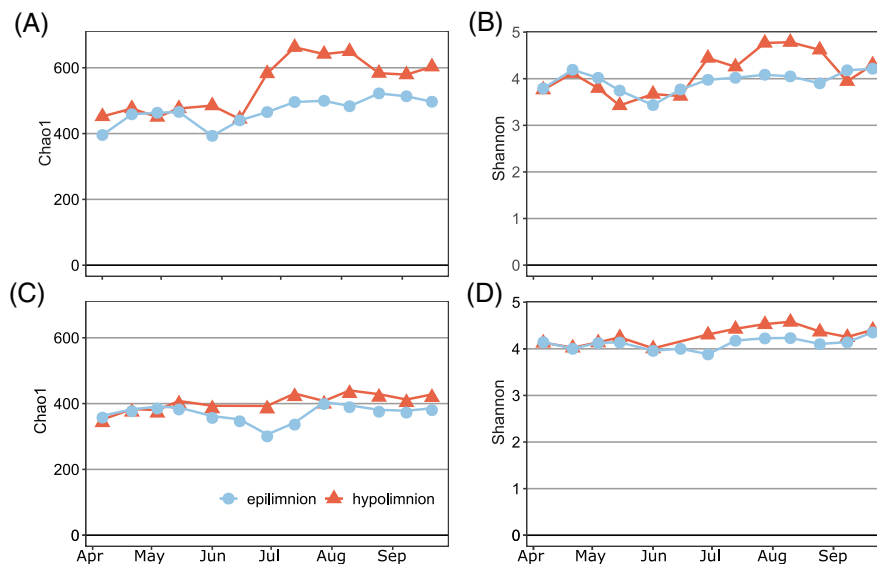 (A)
600
400
200
0
Chao1
(B)
5
4
3
2
1
0
Shannon
(C)
600
400
200
0
Chao1
epilimnion hypolimnion
Apr May Jun Jul Aug Sep
(D)
5
4
3
2
1
0
Shannon
Apr May Jun Jul Aug Sep